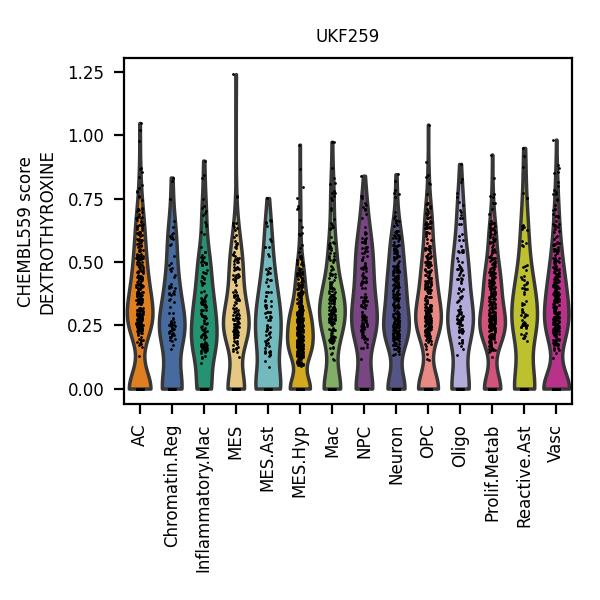 UKF259
CHEMBL559 score
DEXTROTHYROXINE
1.25
1.00
0.75
0.50
0.25
0.00
AC
Chromatin.Reg
Inflammatory.Mac
MES
MES.Ast
MES.Hyp
Mac
NPC
Neuron
OPC
Oligo
Prolif.Metab
Reactive.Ast
Vasc